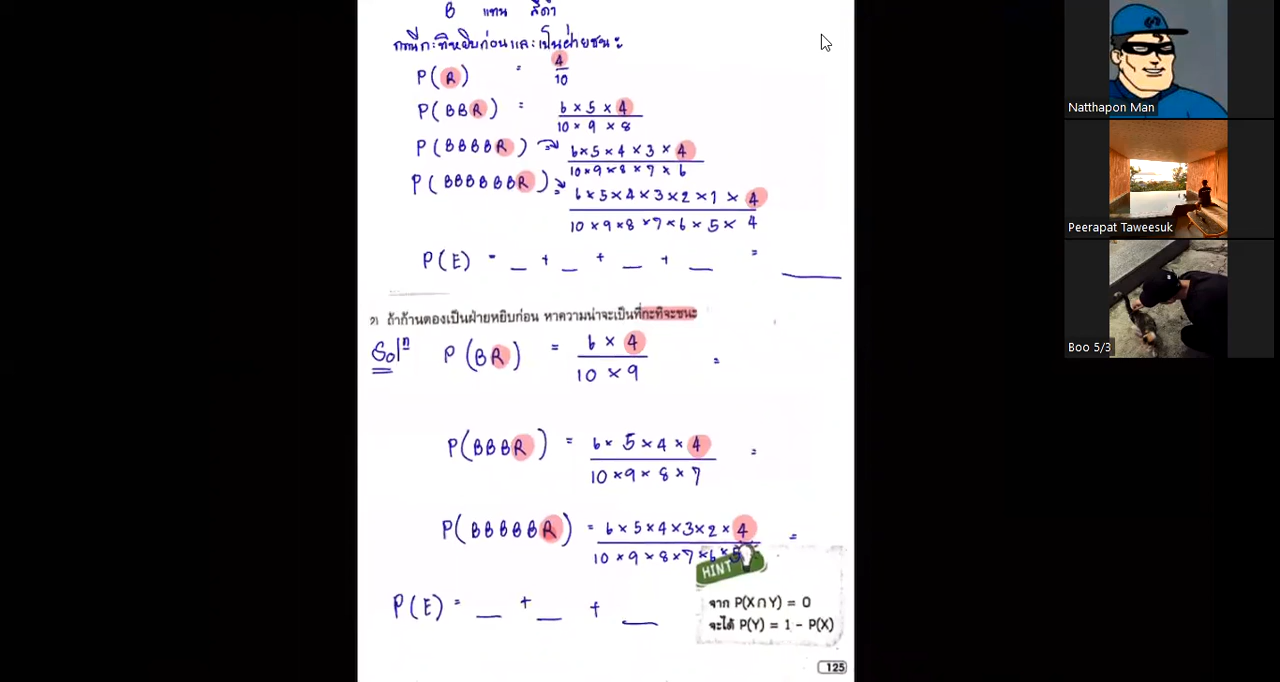 B แทน สีดำ
กรณีกะทิหยิบก่อนและเป็นฝ่ายชนะ
P(R) = 4/10
P(BBR) = 6 × 5 × 4 / 10 × 9 × 8
P(BBBBR) → 6×5×4×3×4 / 10×9×8×7×6
P(BBBBBBR) → = 6×5×4×3×2×1×4 / 10×9×8×7×6×5×4
P(E) = _ + _ + _ + _ = _
2) ถ้าก้านตองเป็นฝ่ายหยิบก่อน หาความน่าจะเป็นที่กะทิจะชนะ
Solⁿ P(BR) = 6 × 4 / 10 × 9 =
P(BBBR) = 6 × 5 × 4 × 4 / 10 × 9 × 8 × 7 =
P(BBBBBR) = 6 × 5 × 4 × 3 × 2 × 4 / 10 × 9 × 8 × 7 × 6 × 5 =
HINT
P(E) = _ + _ + _
จาก P(X∩Y) = 0
จะได้ P(Y) = 1 - P(X)
125
Natthapon Man
Peerapat Taweesuk
Boo 5/3